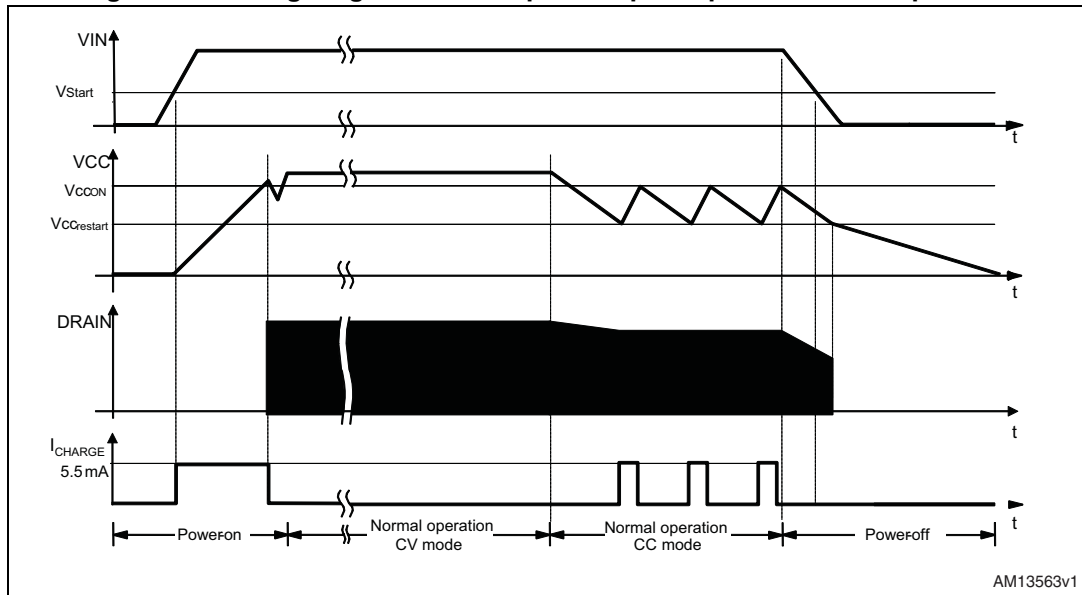 VIN
VStart
t
VCC
VCCON
VCCrestart
t
DRAIN
t
ICHARGE
5.5 mA
t
Power-on
Normal operation
CV mode
Normal operation
CC mode
Power-off
AM13563v1